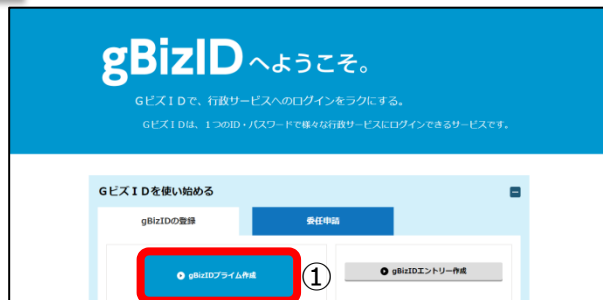 gBizID へようこそ。
GビズIDで、行政サービスへのログインをラクにする。
GビズIDは、1つのID・パスワードで様々な行政サービスにログインできるサービスです。
GビズIDを使い始める
gBizIDの登録 委任申請
gBizIDプライム作成 ① gBizIDエントリー作成